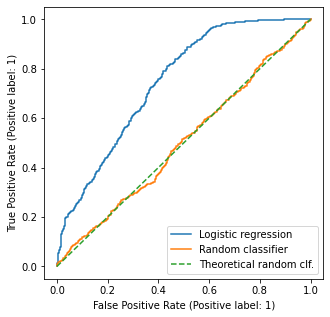 1.0
0.8
0.6
0.4
0.2
0.0
True Positive Rate (Positive label: 1)
Logistic regression
Random classifier
Theoretical random clf.
0.0 0.2 0.4 0.6 0.8 1.0
False Positive Rate (Positive label: 1)